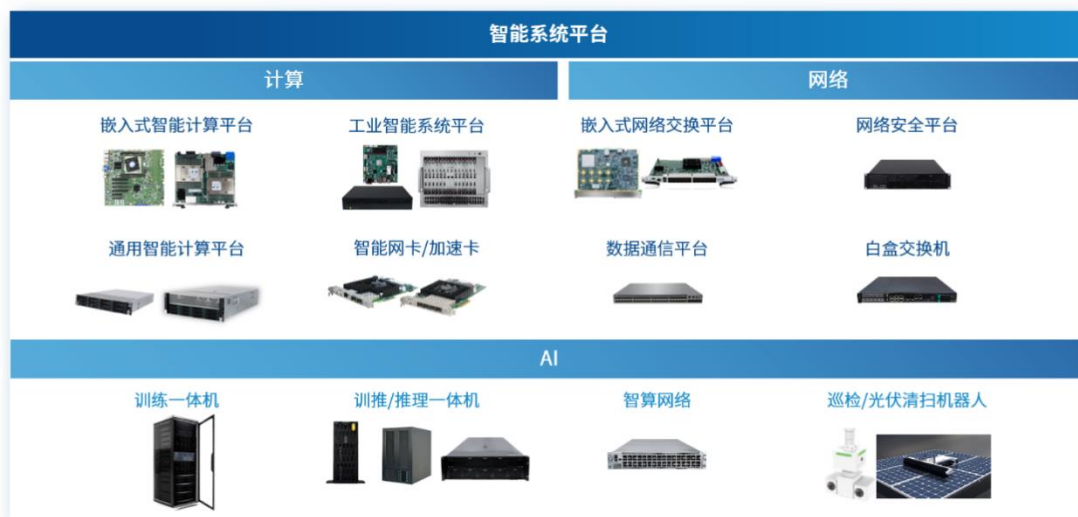 智能系统平台
计算
网络
嵌入式智能计算平台
工业智能系统平台
嵌入式网络交换平台
网络安全平台
通用智能计算平台
智能网卡/加速卡
数据通信平台
白盒交换机
AI
训练一体机
训推/推理一体机
智算网络
巡检/光伏清扫机器人